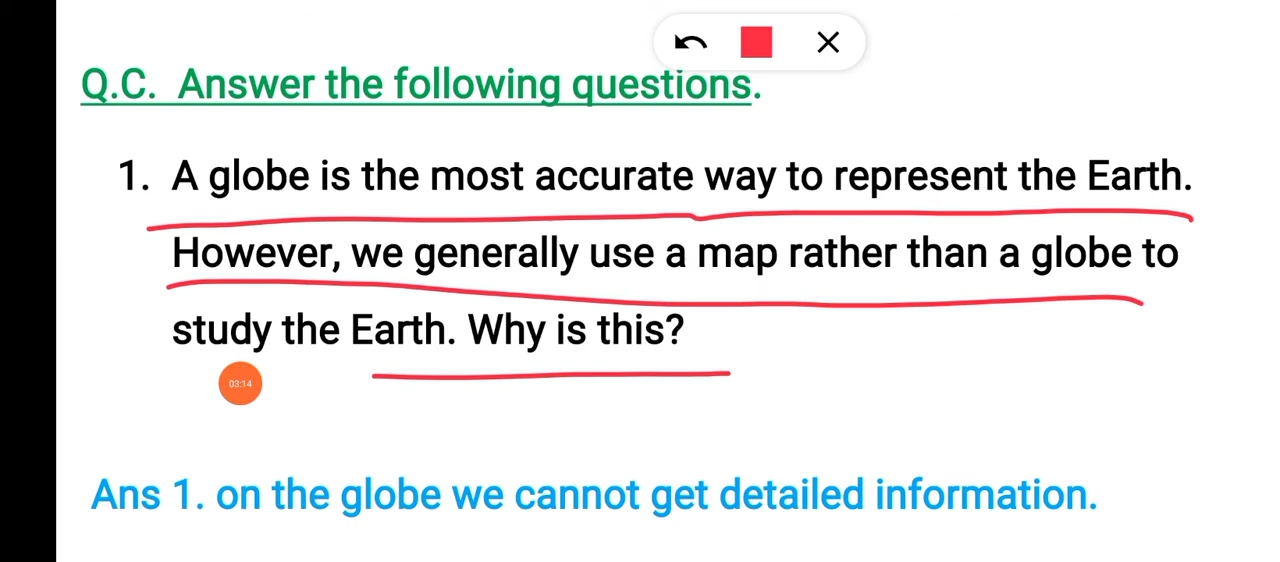 Q.C. Answer the following questions.
1. A globe is the most accurate way to represent the Earth.
However, we generally use a map rather than a globe to
study the Earth. Why is this?
03:14
Ans 1. on the globe we cannot get detailed information.